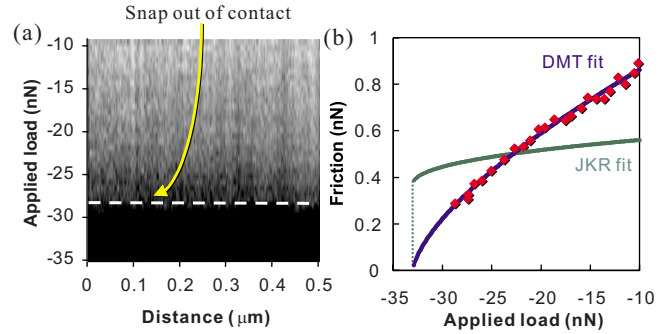 Snap out of contact
(a)
-10
-15
-20
-25
-30
-35
Applied load (nN)
0 0.1 0.2 0.3 0.4 0.5
Distance (μm)
(b)
1
0.8
0.6
0.4
0.2
0
Friction (nN)
DMT fit
JKR fit
-35 -30 -25 -20 -15 -10
Applied load (nN)